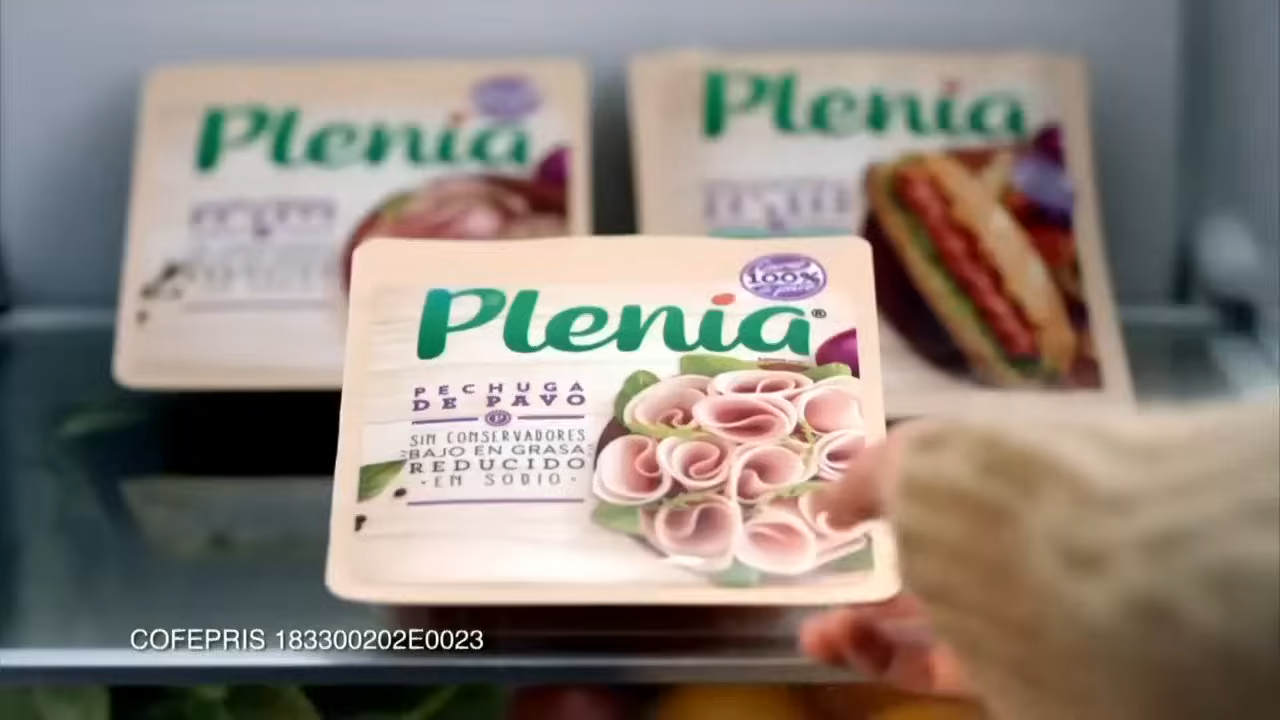 Plenia
Plenia
100%
Plenia®
PECHUGA
DE PAVO
P
SIN CONSERVADORES
BAJO EN GRASA
REDUCIDO
·EN SODIO·
COFEPRIS 183300202E0023